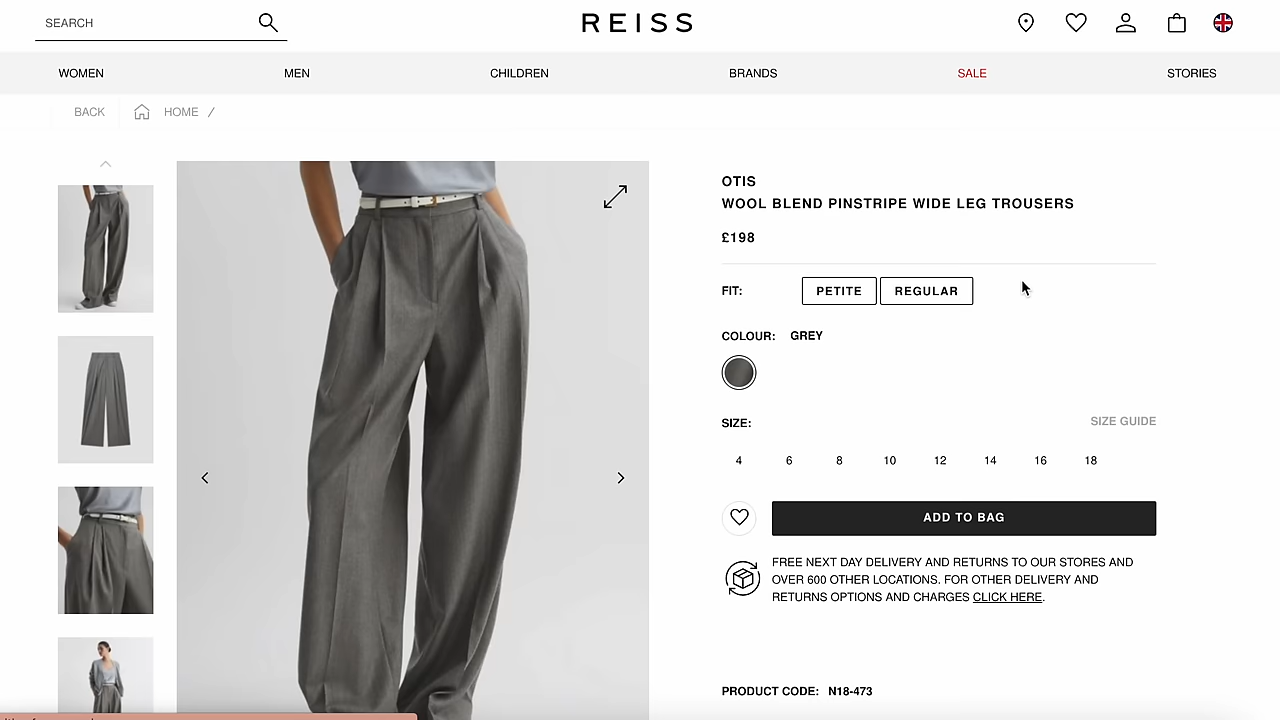 SEARCH
REISS
WOMEN
MEN
CHILDREN
BRANDS
SALE
STORIES
BACK
HOME /
OTIS
WOOL BLEND PINSTRIPE WIDE LEG TROUSERS
£198
FIT: PETITE REGULAR
COLOUR: GREY
SIZE: SIZE GUIDE
4 6 8 10 12 14 16 18
ADD TO BAG
FREE NEXT DAY DELIVERY AND RETURNS TO OUR STORES AND
OVER 600 OTHER LOCATIONS. FOR OTHER DELIVERY AND
RETURNS OPTIONS AND CHARGES CLICK HERE.
PRODUCT CODE: N18-473